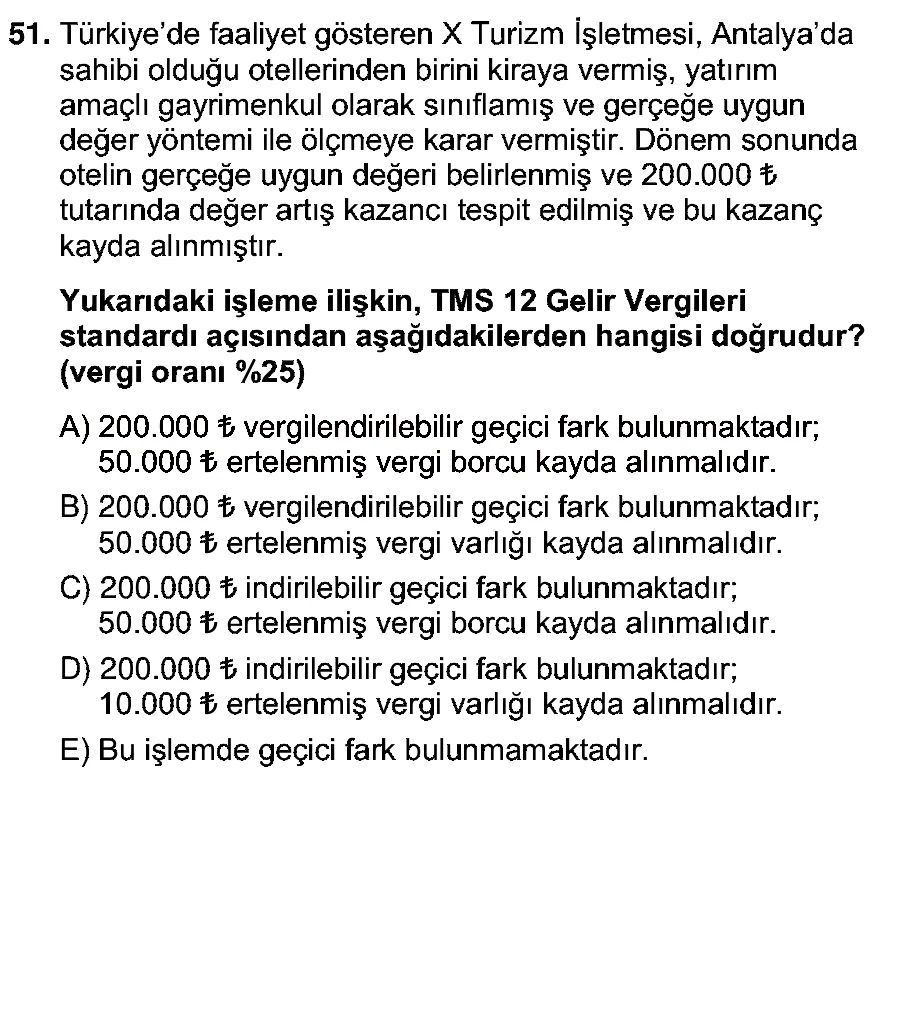 51. Türkiye'de faaliyet gösteren X Turizm İşletmesi, Antalya'da
sahibi olduğu otellerinden birini kiraya vermiş, yatırım
amaçlı gayrimenkul olarak sınıflamış ve gerçeğe uygun
değer yöntemi ile ölçmeye karar vermiştir. Dönem sonunda
otelin gerçeğe uygun değeri belirlenmiş ve 200.000 ₺
tutarında değer artış kazancı tespit edilmiş ve bu kazanç
kayda alınmıştır.
Yukarıdaki işleme ilişkin, TMS 12 Gelir Vergileri
standardı açısından aşağıdakilerden hangisi doğrudur?
(vergi oranı %25)
A) 200.000 ₺ vergilendirilebilir geçici fark bulunmaktadır;
50.000 ₺ ertelenmiş vergi borcu kayda alınmalıdır.
B) 200.000 ₺ vergilendirilebilir geçici fark bulunmaktadır;
50.000 ₺ ertelenmiş vergi varlığı kayda alınmalıdır.
C) 200.000 ₺ indirilebilir geçici fark bulunmaktadır;
50.000 ₺ ertelenmiş vergi borcu kayda alınmalıdır.
D) 200.000 ₺ indirilebilir geçici fark bulunmaktadır;
10.000 ₺ ertelenmiş vergi varlığı kayda alınmalıdır.
E) Bu işlemde geçici fark bulunmamaktadır.